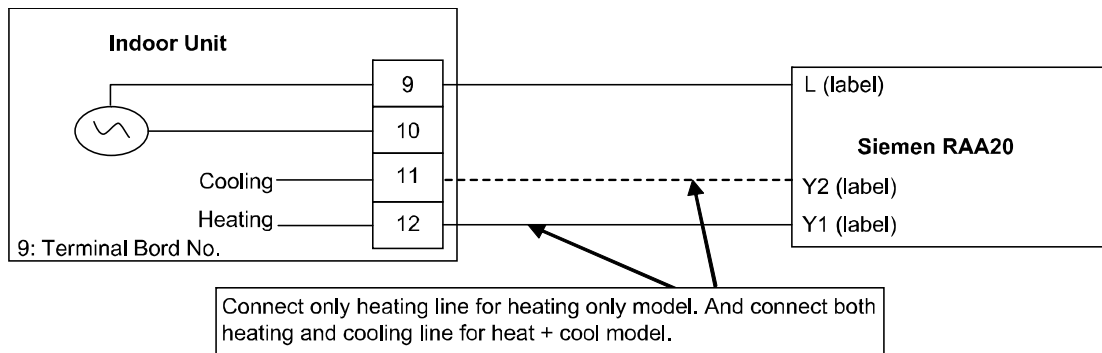 Indoor Unit
9
L (label)
10
Siemen RAA20
Cooling
11
Y2 (label)
Heating
12
Y1 (label)
9: Terminal Bord No.
Connect only heating line for heating only model. And connect both
heating and cooling line for heat + cool model.